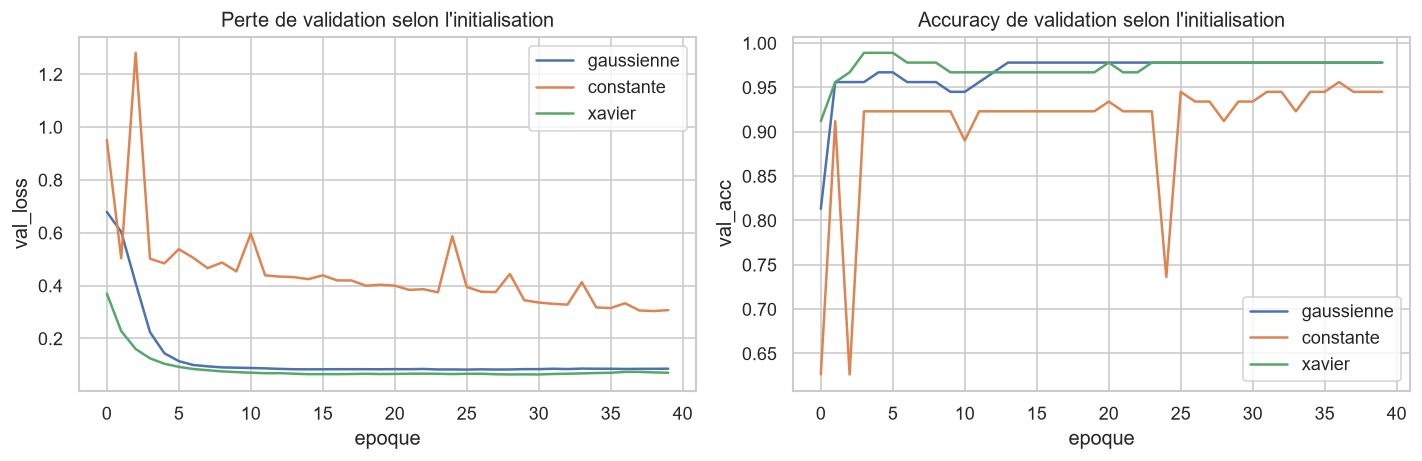 Perte de validation selon l'initialisation
val_loss
1.2
1.0
0.8
0.6
0.4
0.2
0 5 10 15 20 25 30 35 40
epoque
gaussienne
constante
xavier
Accuracy de validation selon l'initialisation
val_acc
1.00
0.95
0.90
0.85
0.80
0.75
0.70
0.65
0 5 10 15 20 25 30 35 40
epoque
gaussienne
constante
xavier